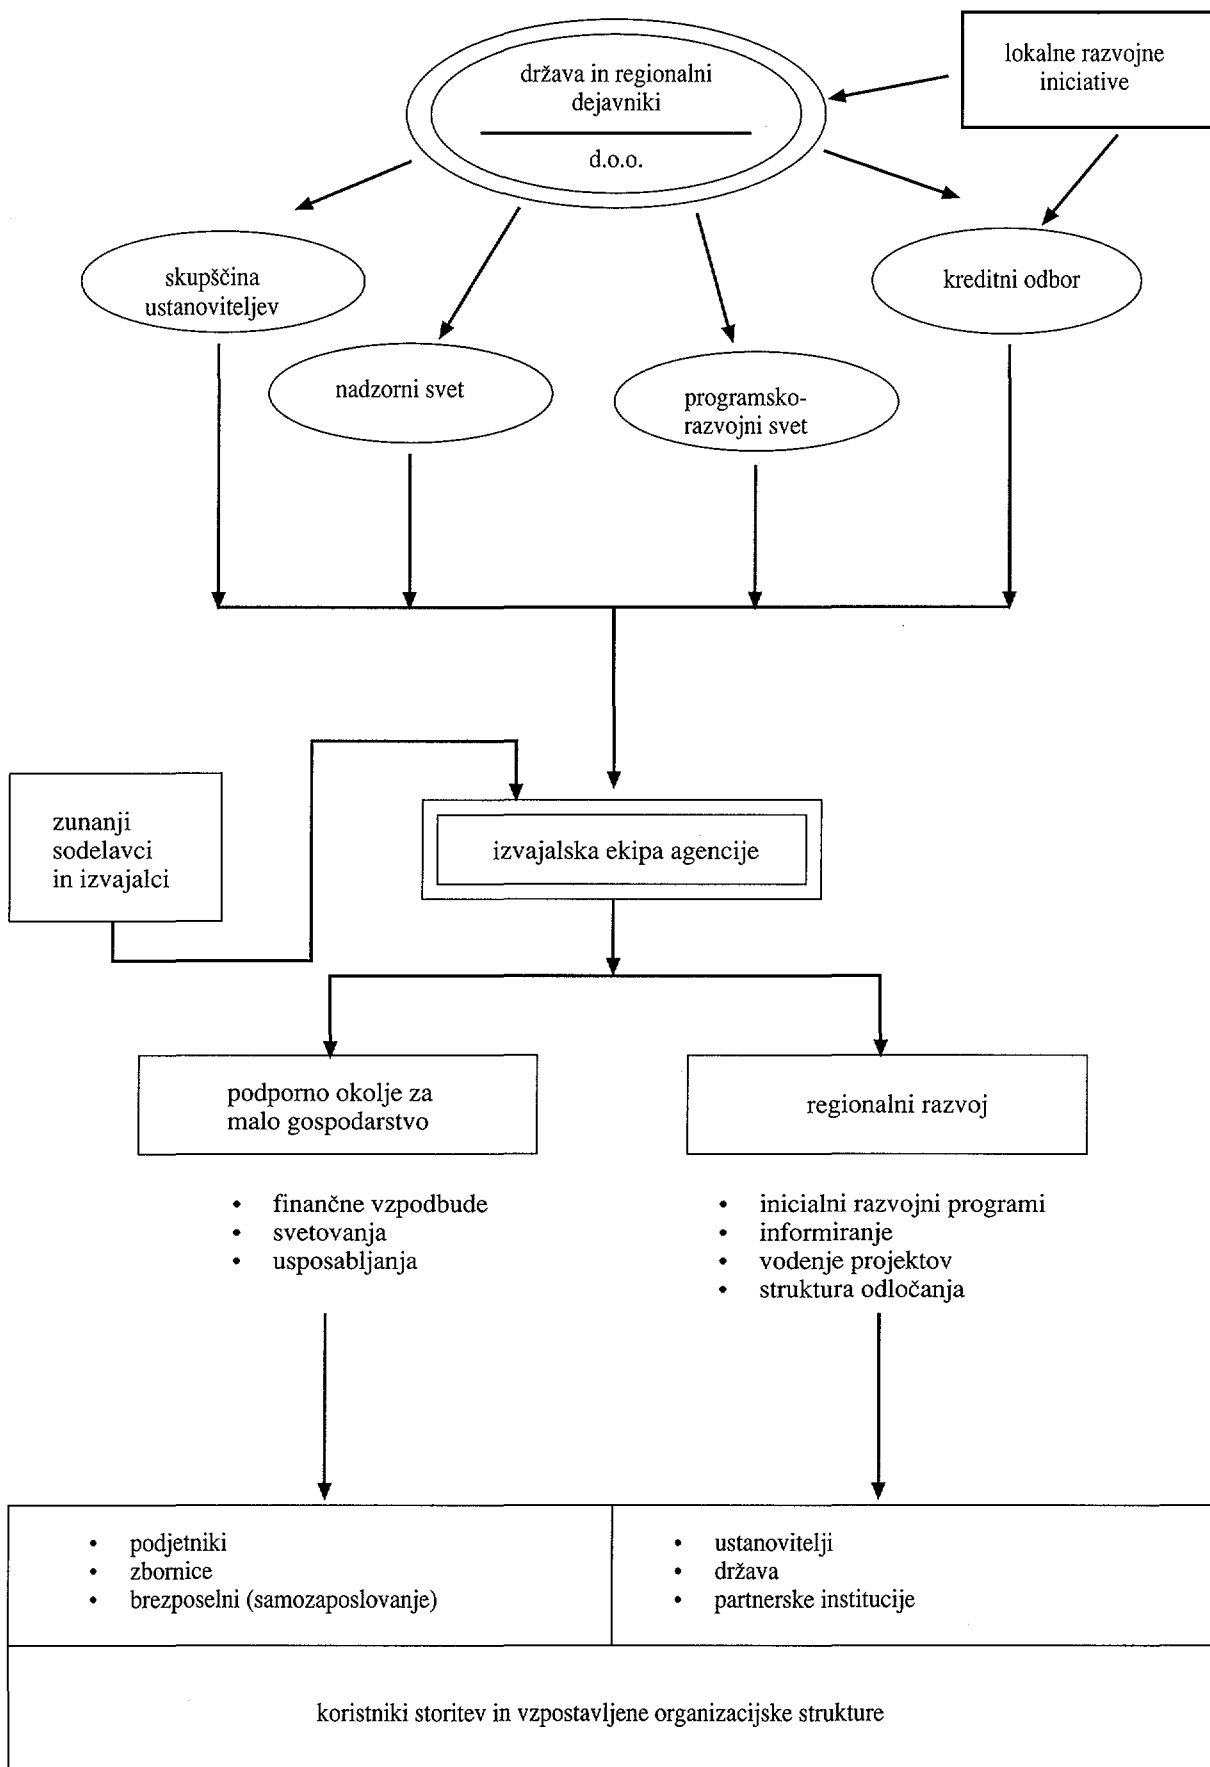 država in regionalni
dejavniki
d.o.o.
lokalne razvojne
iniciative
skupščina
ustanoviteljev
kreditni odbor
nadzorni svet
programsko-
razvojni svet
zunanji
sodelavci
in izvajalci
izvajalska ekipa agencije
podporno okolje za
malo gospodarstvo
regionalni razvoj
• finančne vzpodbude
• svetovanja
• usposabljanja
• inicialni razvojni programi
• informiranje
• vodenje projektov
• struktura odločanja
• podjetniki
• zbornice
• brezposelni (samozaposlovanje)
• ustanovitelji
• država
• partnerske institucije
koristniki storitev in vzpostavljene organizacijske strukture